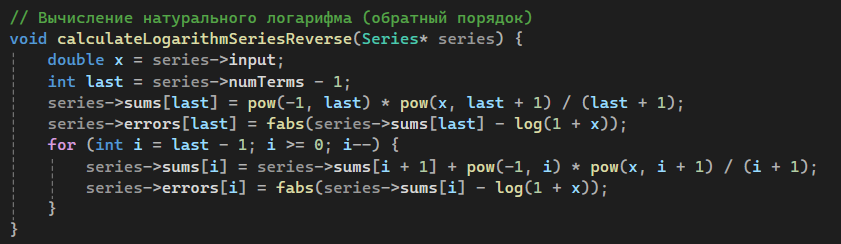 // Вычисление натурального логарифма (обратный порядок)
void calculateLogarithmSeriesReverse(Series* series) {
    double x = series->input;
    int last = series->numTerms - 1;
    series->sums[last] = pow(-1, last) * pow(x, last + 1) / (last + 1);
    series->errors[last] = fabs(series->sums[last] - log(1 + x));
    for (int i = last - 1; i >= 0; i--) {
        series->sums[i] = series->sums[i + 1] + pow(-1, i) * pow(x, i + 1) / (i + 1);
        series->errors[i] = fabs(series->sums[i] - log(1 + x));
    }
}